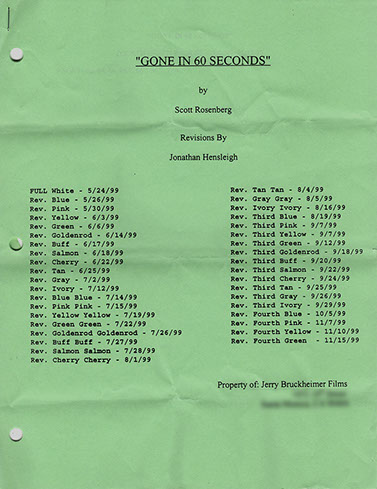 "GONE IN 60 SECONDS"
by
Scott Rosenberg
Revisions By
Jonathan Hensleigh
FULL White - 5/24/99
Rev. Blue - 5/26/99
Rev. Pink - 5/30/99
Rev. Yellow - 6/3/99
Rev. Green - 6/6/99
Rev. Goldenrod - 6/14/99
Rev. Buff - 6/17/99
Rev. Salmon - 6/18/99
Rev. Cherry - 6/22/99
Rev. Tan - 6/25/99
Rev. Gray - 7/2/99
Rev. Ivory - 7/12/99
Rev. Blue Blue - 7/14/99
Rev. Pink Pink - 7/15/99
Rev. Yellow Yellow - 7/19/99
Rev. Green Green - 7/22/99
Rev. Goldenrod Goldenrod - 7/26/99
Rev. Buff Buff - 7/27/99
Rev. Salmon Salmon - 7/28/99
Rev. Cherry Cherry - 8/1/99
Rev. Tan Tan - 8/4/99
Rev. Gray Gray - 8/5/99
Rev. Ivory Ivory - 8/16/99
Rev. Third Blue - 8/19/99
Rev. Third Pink - 9/7/99
Rev. Third Yellow - 9/7/99
Rev. Third Green - 9/12/99
Rev. Third Goldenrod - 9/18/99
Rev. Third Buff - 9/20/99
Rev. Third Salmon - 9/22/99
Rev. Third Cherry - 9/24/99
Rev. Third Tan - 9/25/99
Rev. Third Gray - 9/26/99
Rev. Third Ivory - 9/29/99
Rev. Fourth Blue - 10/5/99
Rev. Fourth Pink - 11/7/99
Rev. Fourth Yellow - 11/10/99
Rev. Fourth Green - 11/15/99
Property of: Jerry Bruckheimer Films